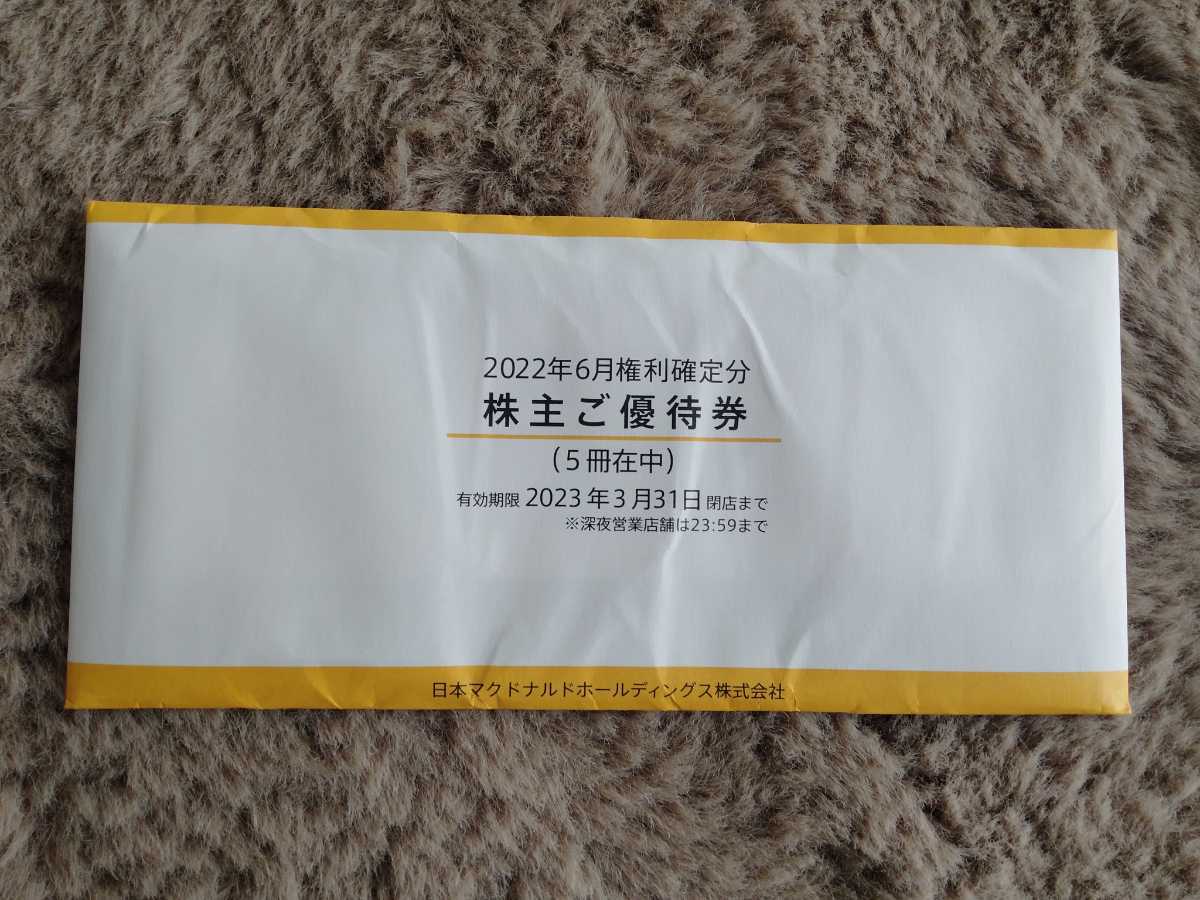 2022年6月権利確定分
株主ご優待券
(5冊在中)
有効期限 2023年3月31日 閉店まで
※深夜営業店舗は23:59まで
日本マクドナルドホールディングス株式会社